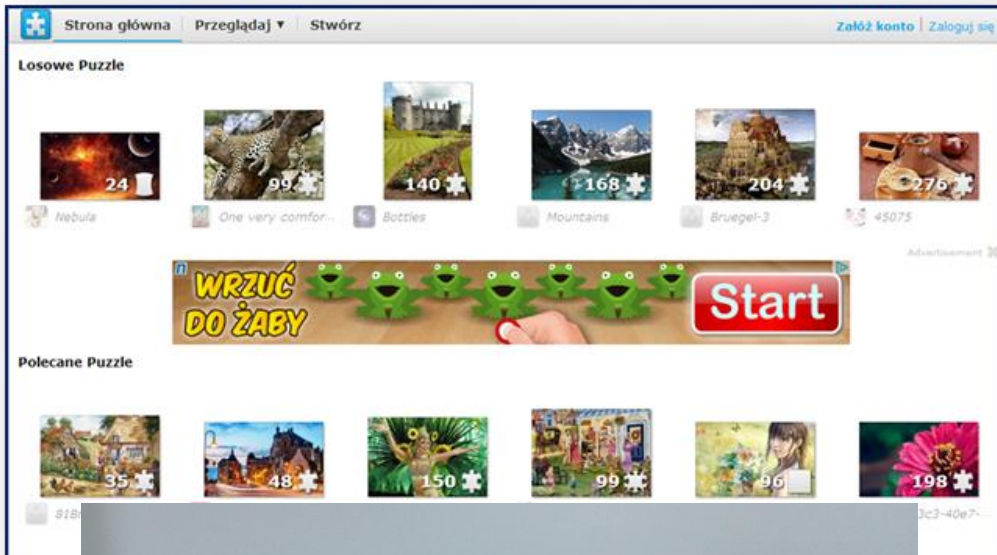 Strona główna Przeglądaj ▼ Stwórz Załóż konto Zaloguj się
Losowe Puzzle
24 99 140 168 204 276
Nebula One very comfor... Bottles Mountains Bruegel-3 45075
Advertisement
WRZUĆ
DO ŻABY
Start
Polecane Puzzle
35 48 150 99 96 198
3c3-40e7-...